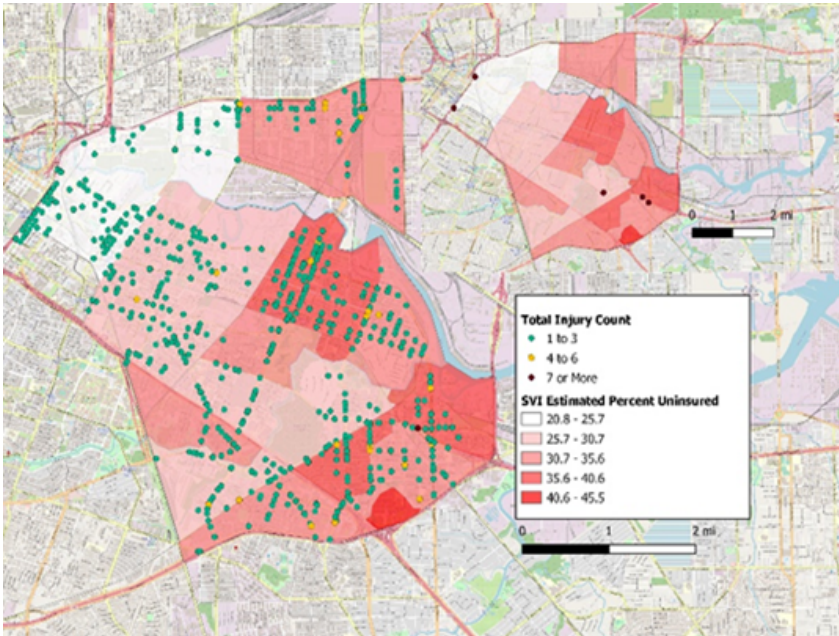 0 1 2 mi
Total Injury Count
1 to 3
4 to 6
7 or More
SVI Estimated Percent Uninsured
20.8 - 25.7
25.7 - 30.7
30.7 - 35.6
35.6 - 40.6
40.6 - 45.5
0 1 2 mi